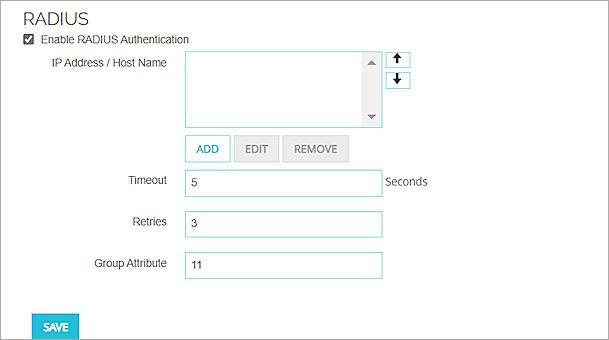 RADIUS
Enable RADIUS Authentication
IP Address / Host Name
ADD EDIT REMOVE
Timeout 5 Seconds
Retries 3
Group Attribute 11
SAVE